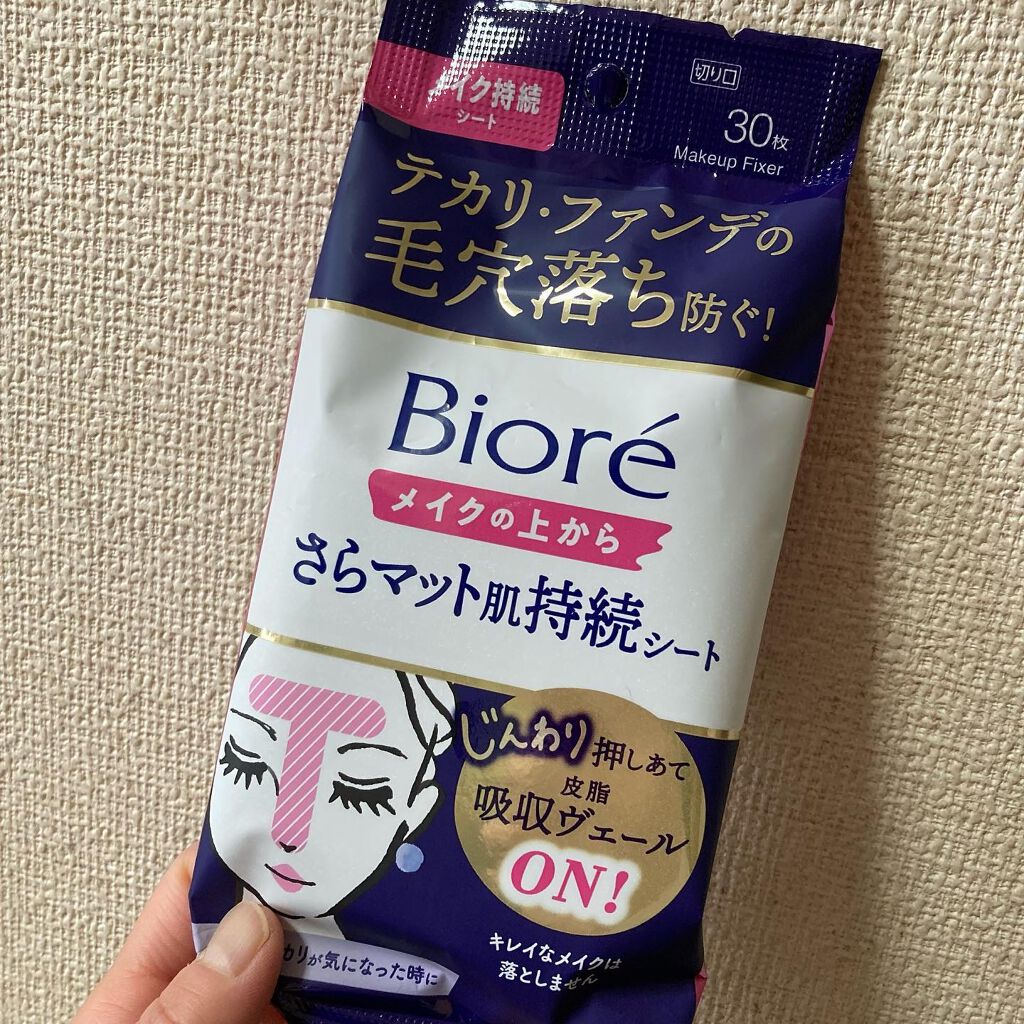 メイク持続
シート
切り口
30枚
Makeup Fixer
テカリ・ファンデの
毛穴落ち防ぐ!
Bioré
メイクの上から
さらマット肌持続シート
じんわり押しあて
皮脂
吸収ヴェール
ON!
キレイなメイクは
落としません
カリが気になった時に